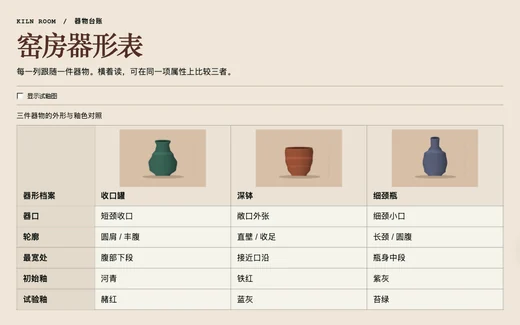 KILN ROOM / 器物台账
窑房器形表
每一列跟随一件器物。横着读，可在同一项属性上比较三者。
显示试釉图
三件器物的外形与釉色对照
器形档案 收口罐 深钵 细颈瓶
器口 短颈收口 敞口外张 细颈小口
轮廓 圆肩 / 丰腹 直壁 / 收足 长颈 / 圆腹
最宽处 腹部下段 接近口沿 瓶身中段
初始釉 河青 铁红 紫灰
试验釉 赭红 蓝灰 苔绿